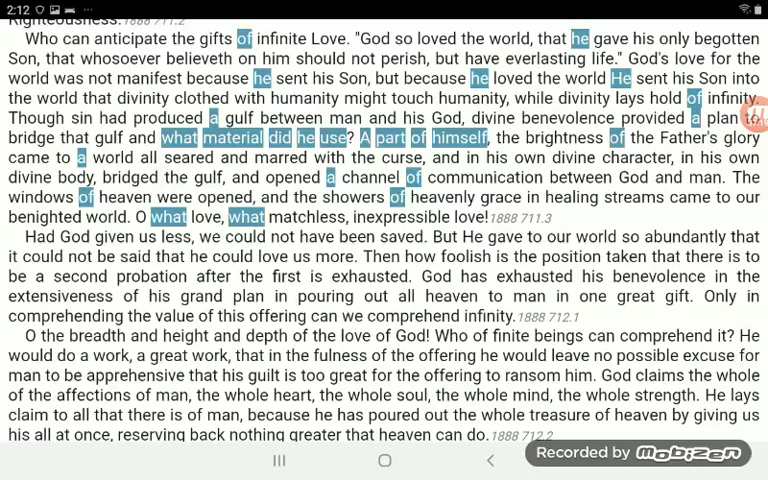 2:12
Righteousness.1888 711.2
Who can anticipate the gifts of infinite Love. "God so loved the world, that he gave his only begotten
Son, that whosoever believeth on him should not perish, but have everlasting life." God's love for the
world was not manifest because he sent his Son, but because he loved the world He sent his Son into
the world that divinity clothed with humanity might touch humanity, while divinity lays hold of infinity.
Though sin had produced a gulf between man and his God, divine benevolence provided a plan to
bridge that gulf and what material did he use? A part of himself, the brightness of the Father's glory
came to a world all seared and marred with the curse, and in his own divine character, in his own
divine body, bridged the gulf, and opened a channel of communication between God and man. The
windows of heaven were opened, and the showers of heavenly grace in healing streams came to our
benighted world. O what love, what matchless, inexpressible love!1888 711.3
Had God given us less, we could not have been saved. But He gave to our world so abundantly that
it could not be said that he could love us more. Then how foolish is the position taken that there is to
be a second probation after the first is exhausted. God has exhausted his benevolence in the
extensiveness of his grand plan in pouring out all heaven to man in one great gift. Only in
comprehending the value of this offering can we comprehend infinity.1888 712.1
O the breadth and height and depth of the love of God! Who of finite beings can comprehend it? He
would do a work, a great work, that in the fulness of the offering he would leave no possible excuse for
man to be apprehensive that his guilt is too great for the offering to ransom him. God claims the whole
of the affections of man, the whole heart, the whole soul, the whole mind, the whole strength. He lays
claim to all that there is of man, because he has poured out the whole treasure of heaven by giving us
his all at once, reserving back nothing greater that heaven can do.1888 712.2
Recorded by mobizen